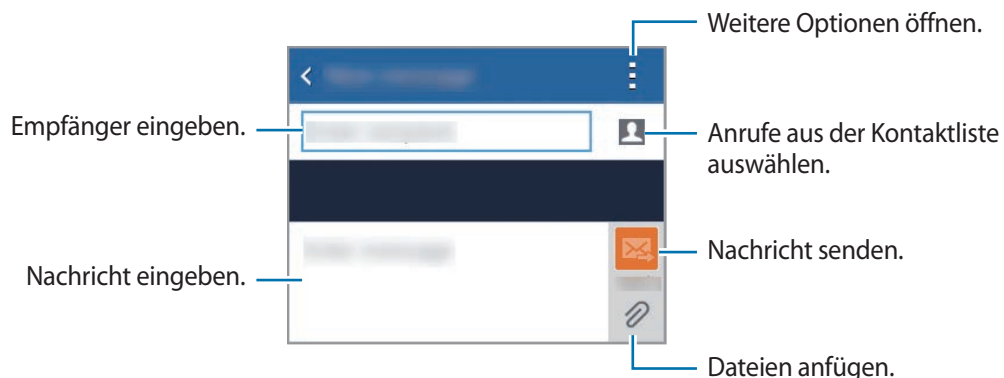 Weitere Optionen öffnen.
Empfänger eingeben.
Anrufe aus der Kontaktliste
auswählen.
Nachricht senden.
Nachricht eingeben.
Dateien anfügen.